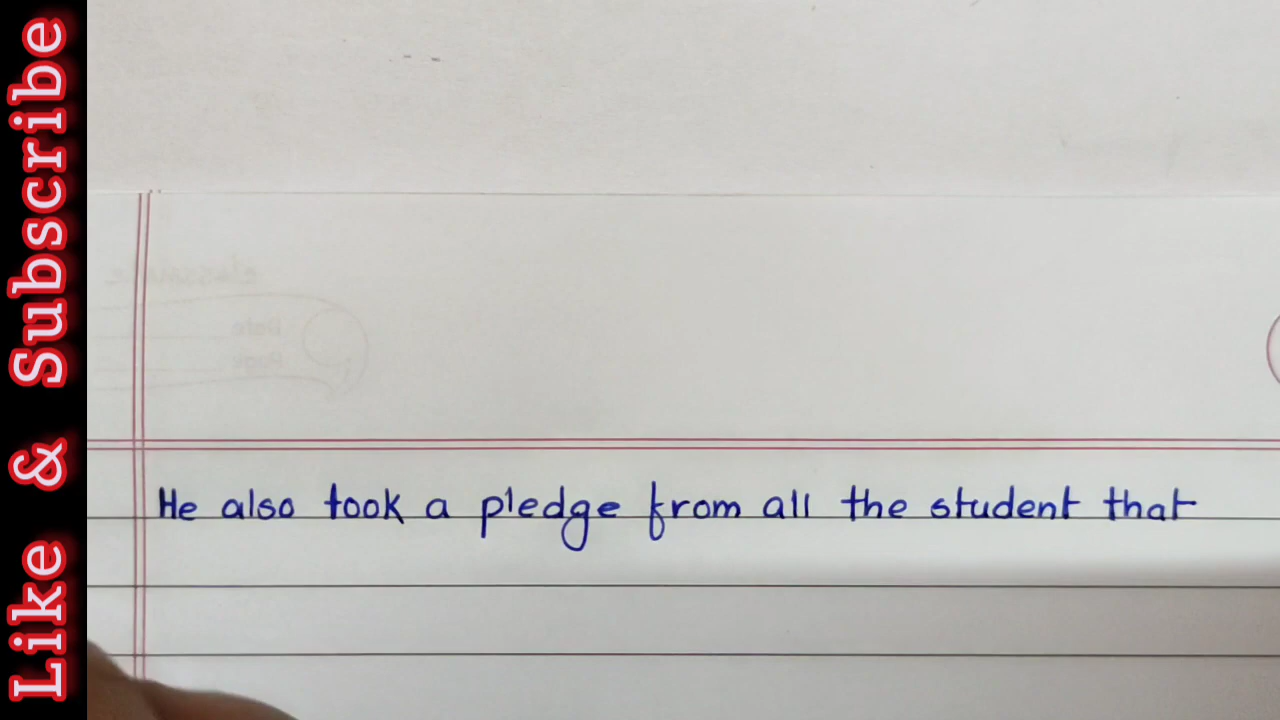 Like & Subscribe
He also took a pledge from all the student that